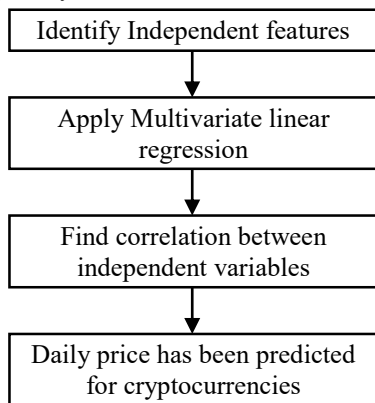 Identify Independent features
Apply Multivariate linear
regression
Find correlation between
independent variables
Daily price has been predicted
for cryptocurrencies